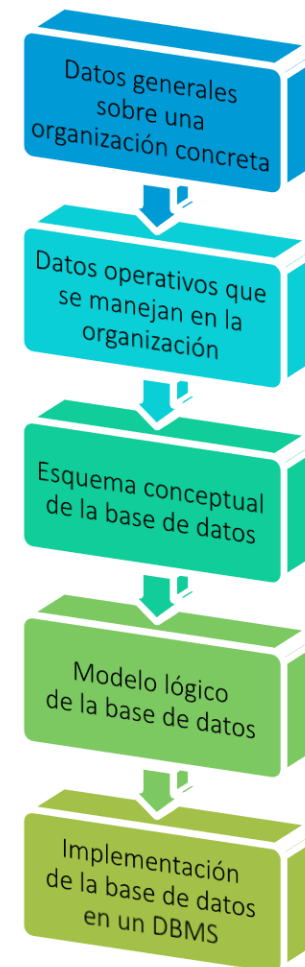 Datos generales
sobre una
organización concreta
Datos operativos que
se manejan en la
organización
Esquema conceptual
de la base de datos
Modelo lógico
de la base de datos
Implementación
de la base de datos
en un DBMS